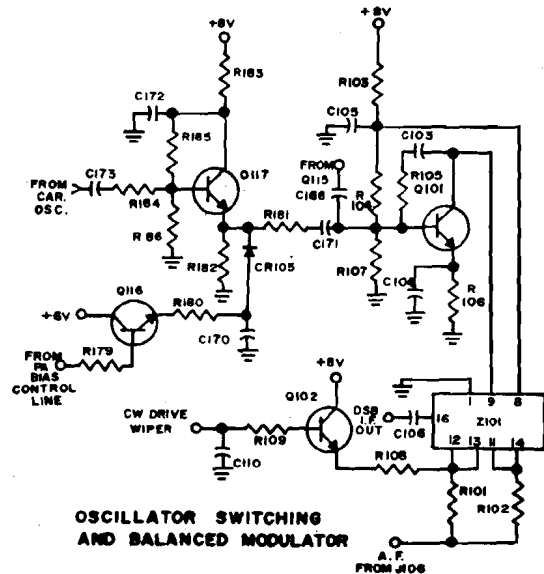 +8V
+8V
R183
R103
C172
C105
C103
R185
FROM
Q115
R105
Q101
C173
Q117
C168
FROM
CAR.
OSC.
R184
R
104
R181
C171
R86
R182
CR105
R107
C108
R
106
Q116
+6V
R180
C170
R179
FROM
PA
BIAS
CONTROL
LINE
+8V
Q102
CW DRIVE
WIPER
DSB
I.F.
OUT
1 9 8
16
Z101
C106
R109
12 13 11 14
C110
R108
R101
R102
OSCILLATOR SWITCHING
AND BALANCED MODULATOR
A.F.
FROM J106